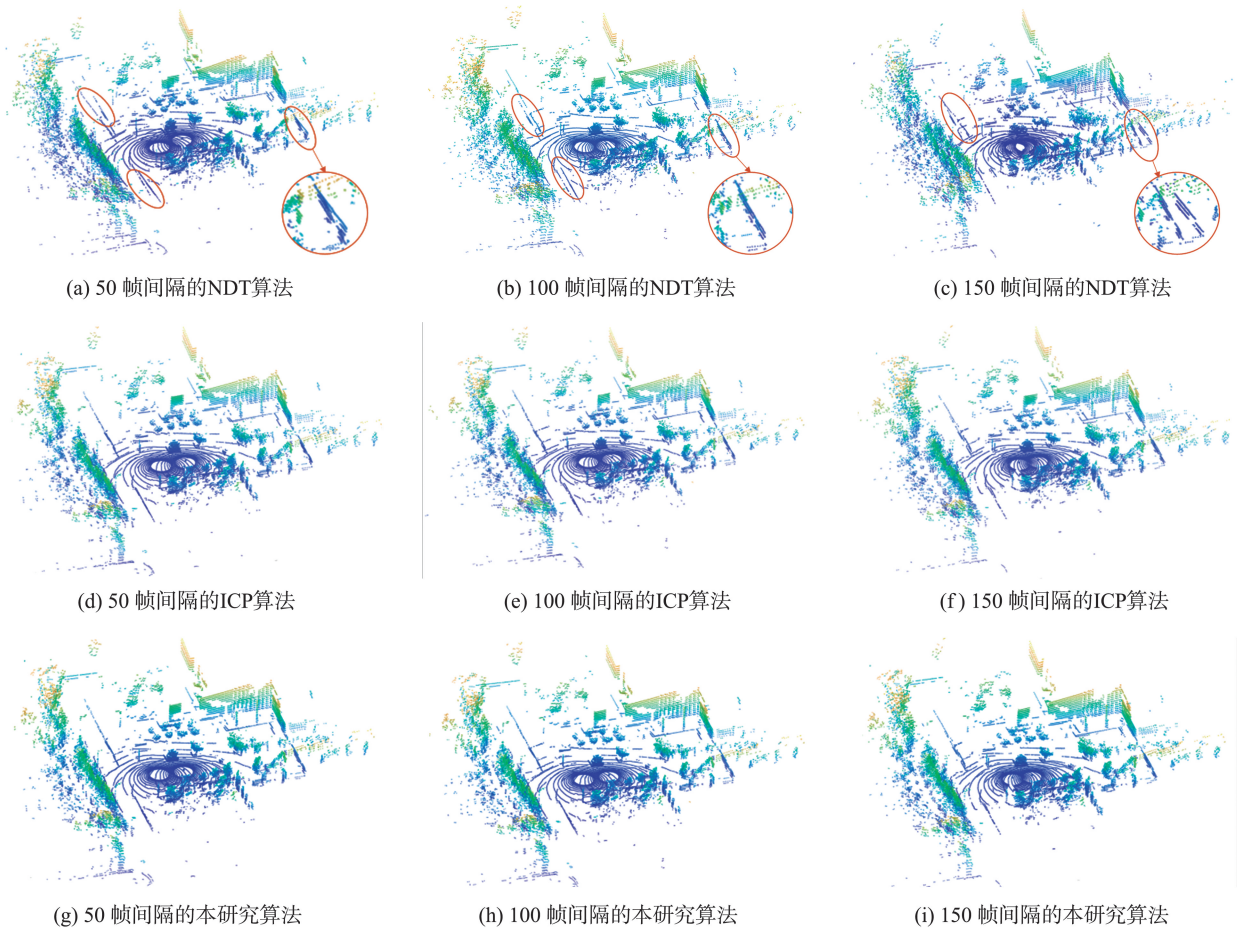 (a) 50 帧间隔的NDT算法
(b) 100 帧间隔的NDT算法
(c) 150 帧间隔的NDT算法
(d) 50 帧间隔的ICP算法
(e) 100 帧间隔的ICP算法
(f) 150 帧间隔的ICP算法
(g) 50 帧间隔的本研究算法
(h) 100 帧间隔的本研究算法
(i) 150 帧间隔的本研究算法